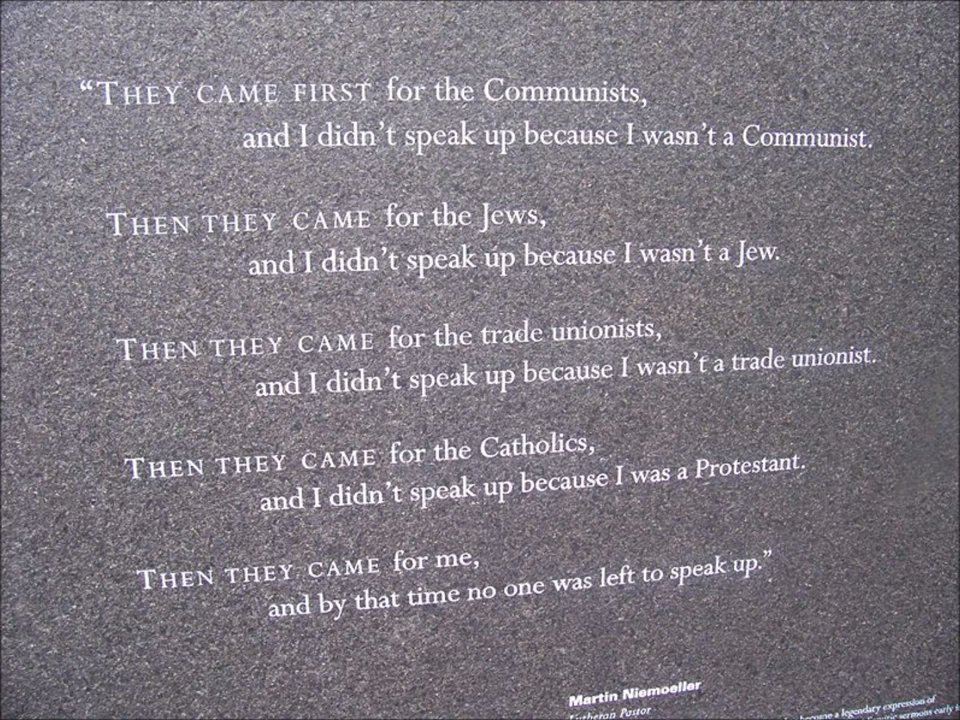 “THEY CAME FIRST for the Communists,
and I didn’t speak up because I wasn’t a Communist.
THEN THEY CAME for the Jews,
and I didn’t speak up because I wasn’t a Jew.
THEN THEY CAME for the trade unionists,
and I didn’t speak up because I wasn’t a trade unionist.
THEN THEY CAME for the Catholics,
and I didn’t speak up because I was a Protestant.
THEN THEY CAME for me,
and by that time no one was left to speak up.”
Martin Niemoeller
Lutheran Pastor
become a legendary expression of
sermons early